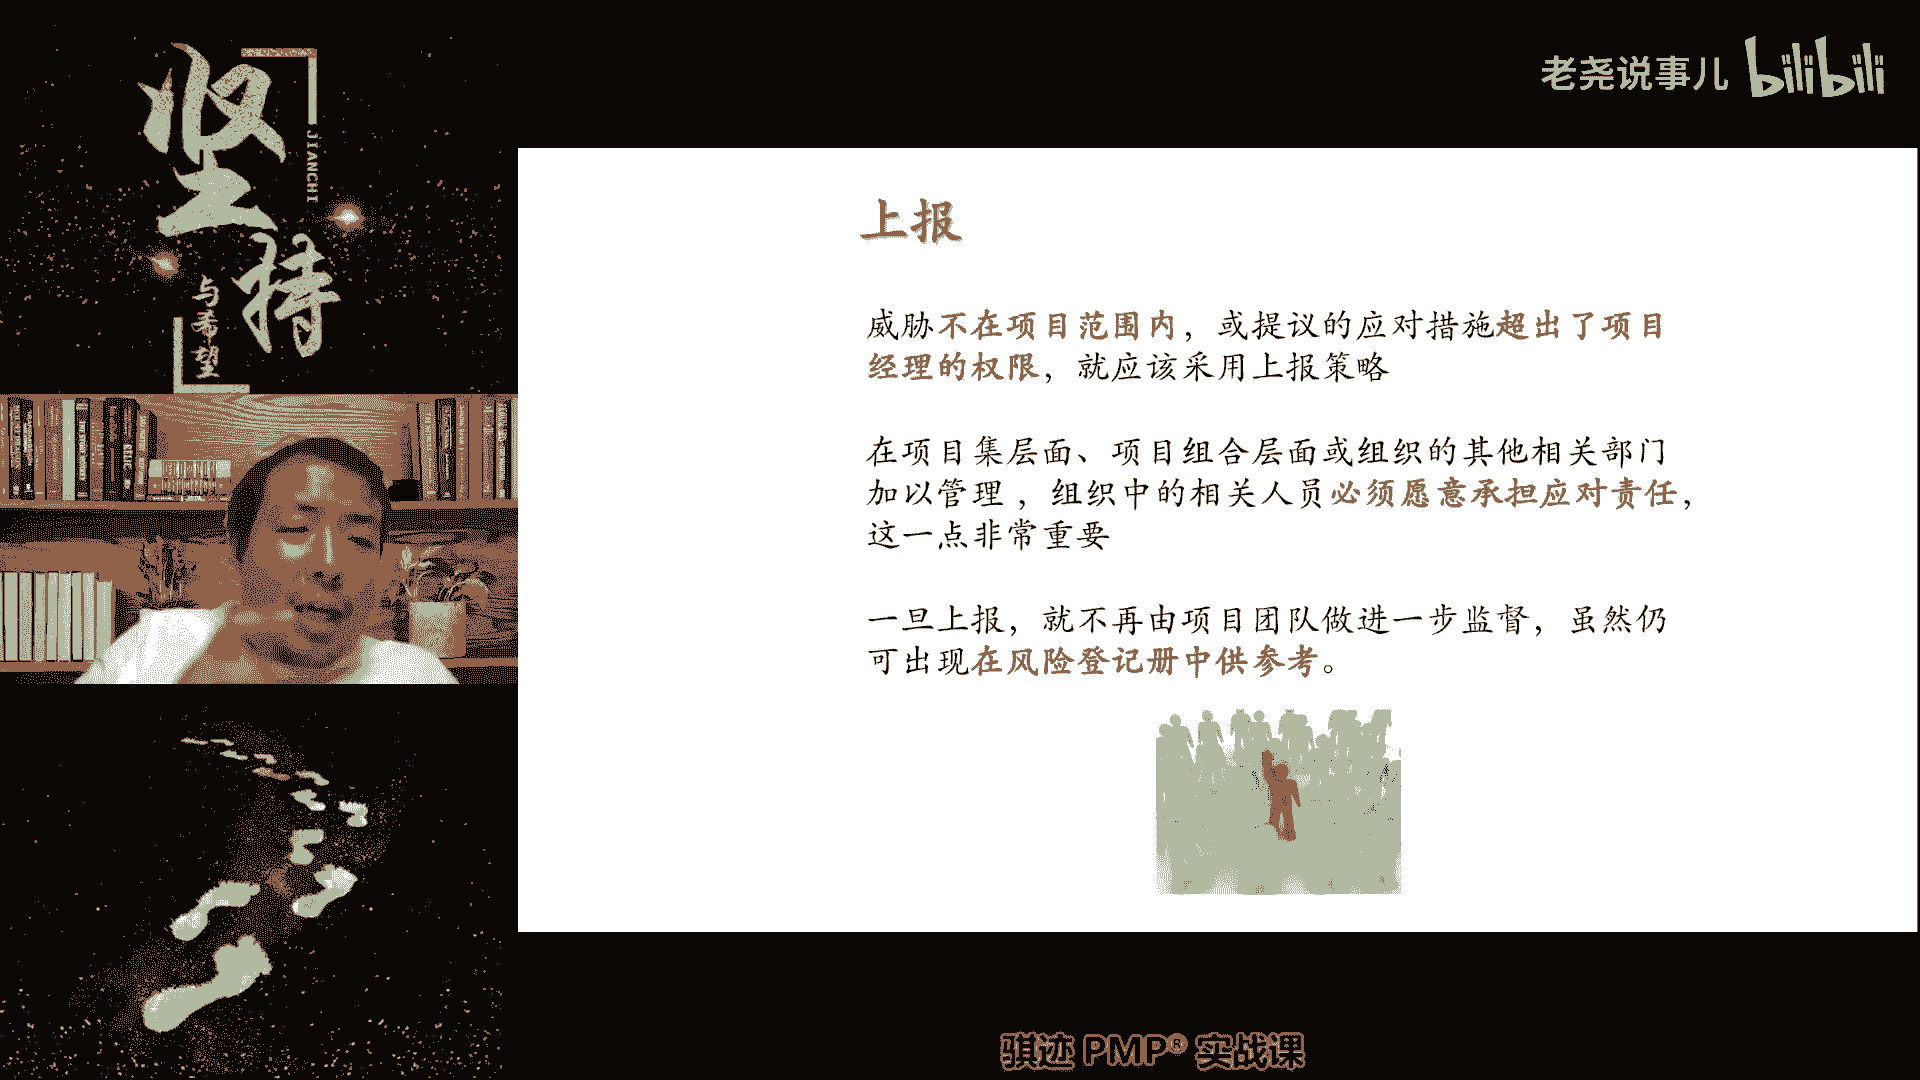 坚持
JIANCHI
与希望
老尧说事儿 bilibili
上报
威胁不在项目范围内，或提议的应对措施超出了项目
经理的权限，就应该采用上报策略
在项目集层面、项目组合层面或组织的其他相关部门
加以管理 ，组织中的相关人员必须愿意承担应对责任，
这一点非常重要
一旦上报，就不再由项目团队做进一步监督，虽然仍
可出现在风险登记册中供参考。
骐迹 PMP® 实战课